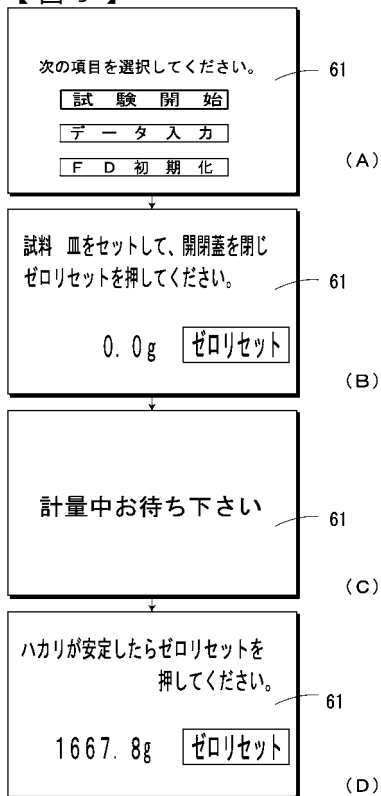 次の項目を選択してください。
61
試験開始
データ入力
FD初期化
(A)
試料 皿をセットして、開閉蓋を閉じ
ゼロリセットを押してください。
61
0.0g ゼロリセット
(B)
計量中お待ち下さい
61
(C)
ハカリが安定したらゼロリセットを
押してください。
61
1667.8g ゼロリセット
(D)